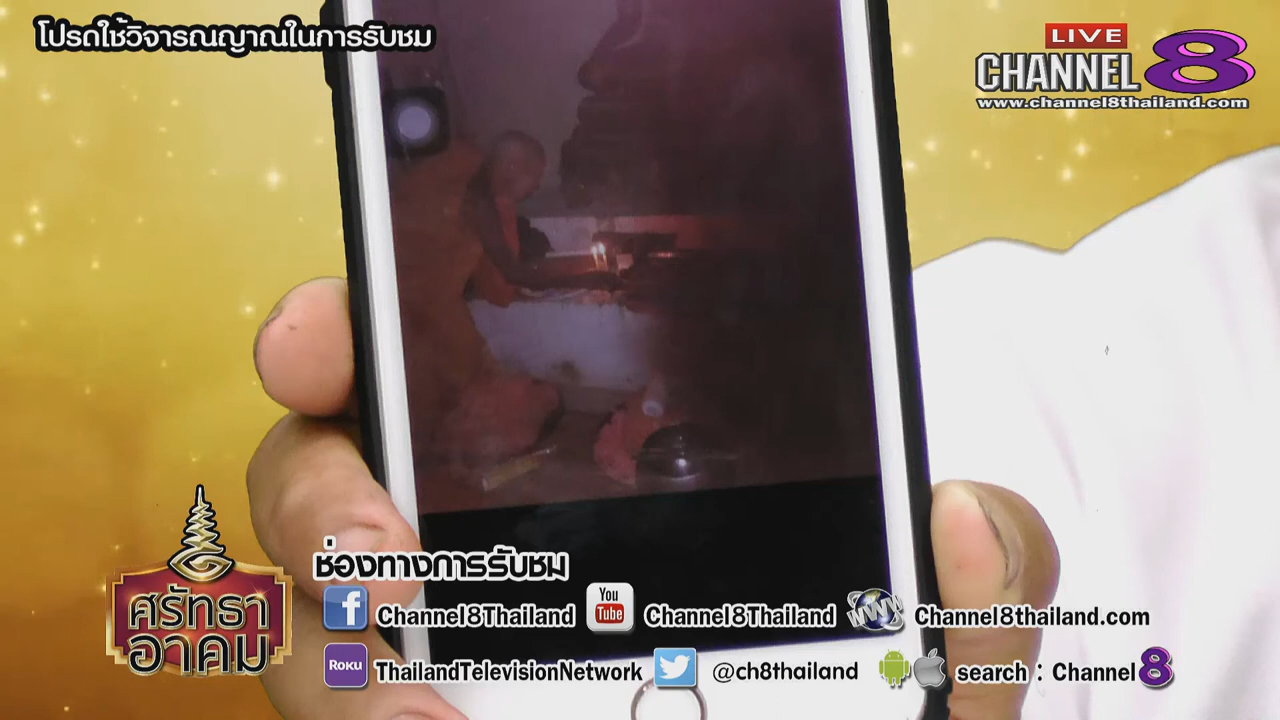 โปรดใช้วิจารณญาณในการรับชม
LIVE
CHANNEL 8
www.channel8thailand.com
ศรัทธา
อาคม
ช่องทางการรับชม
f Channel8Thailand You Tube Channel8Thailand WWW Channel8Thailand.com
ROKU ThailandTelevisionNetwork @ch8thailand search : Channel 8